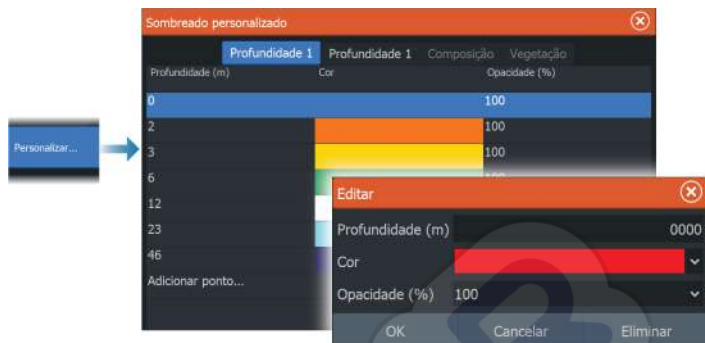 Sombreado personalizado
Profundidade 1 Profundidade 1 Composição Vegetação
Profundidade (m) Cor Opacidade (%)
0 100
2 100
3 100
6
12
23
46
Adicionar ponto...
Personalizar...
Editar
Profundidade (m) 0000
Cor
Opacidade (%) 100
OK Cancelar Eliminar